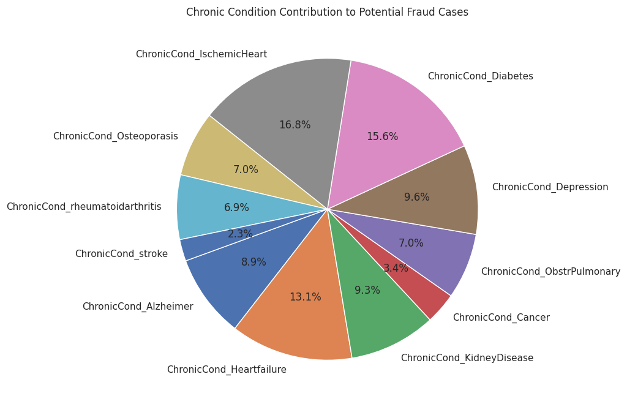 Chronic Condition Contribution to Potential Fraud Cases
ChronicCond_IschemicHeart
ChronicCond_Diabetes
16.8%
15.6%
ChronicCond_Osteoporasis
7.0%
ChronicCond_Depression
9.6%
ChronicCond_rheumatoidarthritis
6.9%
2.3%
ChronicCond_stroke
7.0%
ChronicCond_ObstrPulmonary
8.9%
3.4%
ChronicCond_Alzheimer
13.1%
9.3%
ChronicCond_Cancer
ChronicCond_KidneyDisease
ChronicCond_Heartfailure